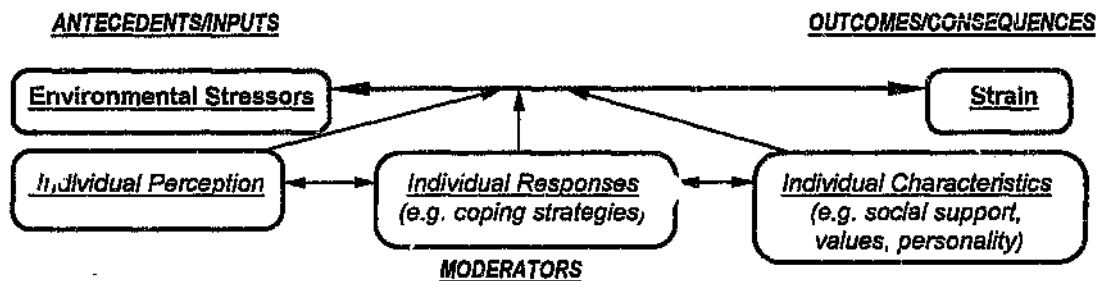 ANTECEDENTS/INPUTS
OUTCOMES/CONSEQUENCES
Environmental Stressors
Strain
Individual Perception
Individual Responses
(e.g. coping strategies)
Individual Characteristics
(e.g. social support,
values, personality)
MODERATORS